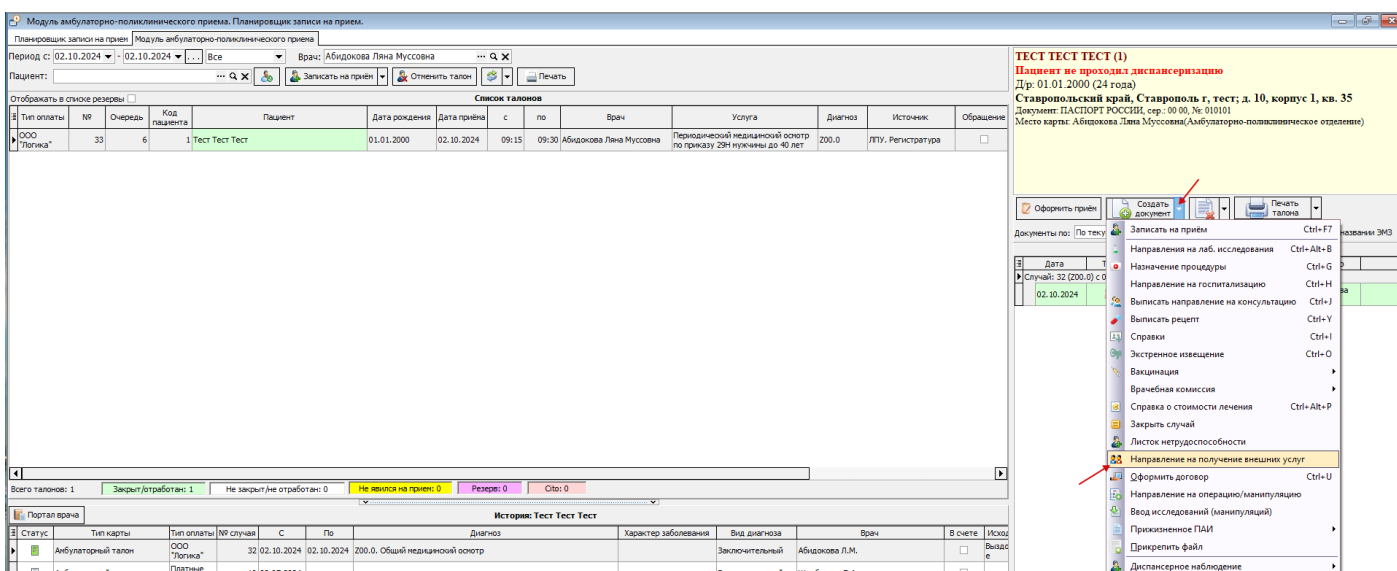 Модуль амбулаторно-поликлинического приема. Планировщик записи на прием.
Планировщик записи на прием Модуль амбулаторно-поликлинического приема
Период с: 02.10.2024 - 02.10.2024 ... Все Врач: Абидокова Ляна Муссовна
Пациент: Записать на приём Отменить талон Печать
Отображать в списке резервы Список талонов
Тип оплаты № Очередь Код пациента Пациент Дата рождения Дата приёма с по Врач Услуга Диагноз Источник Обращение
ООО "Логика" 33 6 1 Тест Тест Тест 01.01.2000 02.10.2024 09:15 09:30 Абидокова Ляна Муссовна Периодический медицинский осмотр по приказу 29Н мужчины до 40 лет Z00.0 ЛПУ. Регистратура
Всего талонов: 1 Закрыт/отработан: 1 Не закрыт/не отработан: 0 Не явился на прием: 0 Резерв: 0 Cito: 0
Портал врача История: Тест Тест Тест
Статус Тип карты Тип оплаты № случая С По Диагноз Характер заболевания Вид диагноза Врач В счете Исход
Амбулаторный талон ООО "Логика" 32 02.10.2024 02.10.2024 Z00.0. Общий медицинский осмотр Заключительный Абидокова Л.М. Выздо е
Платные
ТЕСТ ТЕСТ ТЕСТ (1)
Пациент не проходил диспансеризацию
Д/р: 01.01.2000 (24 года)
Ставропольский край, Ставрополь г, тест; д. 10, корпус 1, кв. 35
Документ: ПАСПОРТ РОССИИ, сер.: 00 00, №: 010101
Место карты: Абидокова Ляна Муссовна(Амбулаторно-поликлиническое отделение)
Оформить приём Создать документ Печать талона
Документы по: По теку названии ЭМЗ
Дата Т
Случай: 32 (Z00.0) с 0
02.10.2024 ва
Записать на приём Ctrl+F7
Направления на лаб. исследования Ctrl+Alt+B
Назначение процедуры Ctrl+G
Направление на госпитализацию Ctrl+H
Выписать направление на консультацию Ctrl+J
Выписать рецепт Ctrl+Y
Справки Ctrl+I
Экстренное извещение Ctrl+O
Вакцинация
Врачебная комиссия
Справка о стоимости лечения Ctrl+Alt+P
Закрыть случай
Листок нетрудоспособности
Направление на получение внешних услуг
Оформить договор Ctrl+U
Направление на операцию/манипуляцию
Ввод исследований (манипуляций)
Прижизненное ПАИ
Прикрепить файл
Диспансерное наблюдение